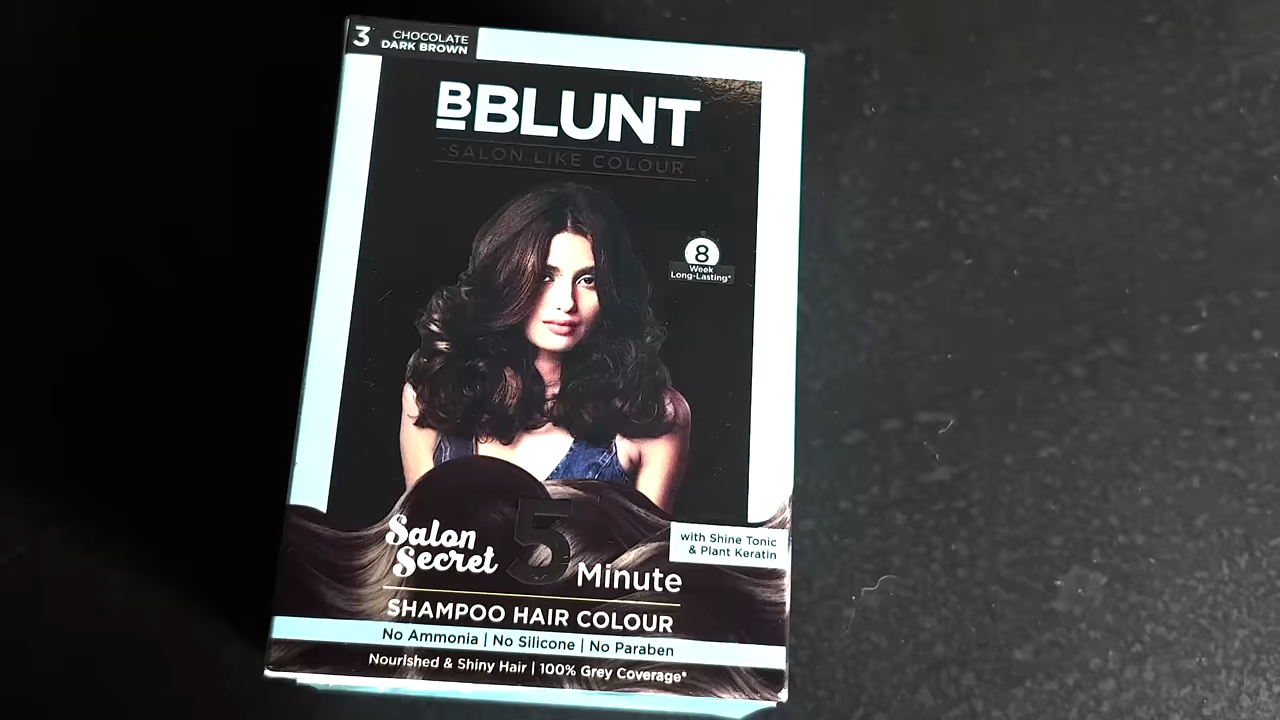 3 CHOCOLATE
DARK BROWN
BBLUNT
SALON LIKE COLOUR
8
Week
Long-Lasting*
Salon
Secret
5 Minute
with Shine Tonic
& Plant Keratin
SHAMPOO HAIR COLOUR
No Ammonia | No Silicone | No Paraben
Nourished & Shiny Hair | 100% Grey Coverage*